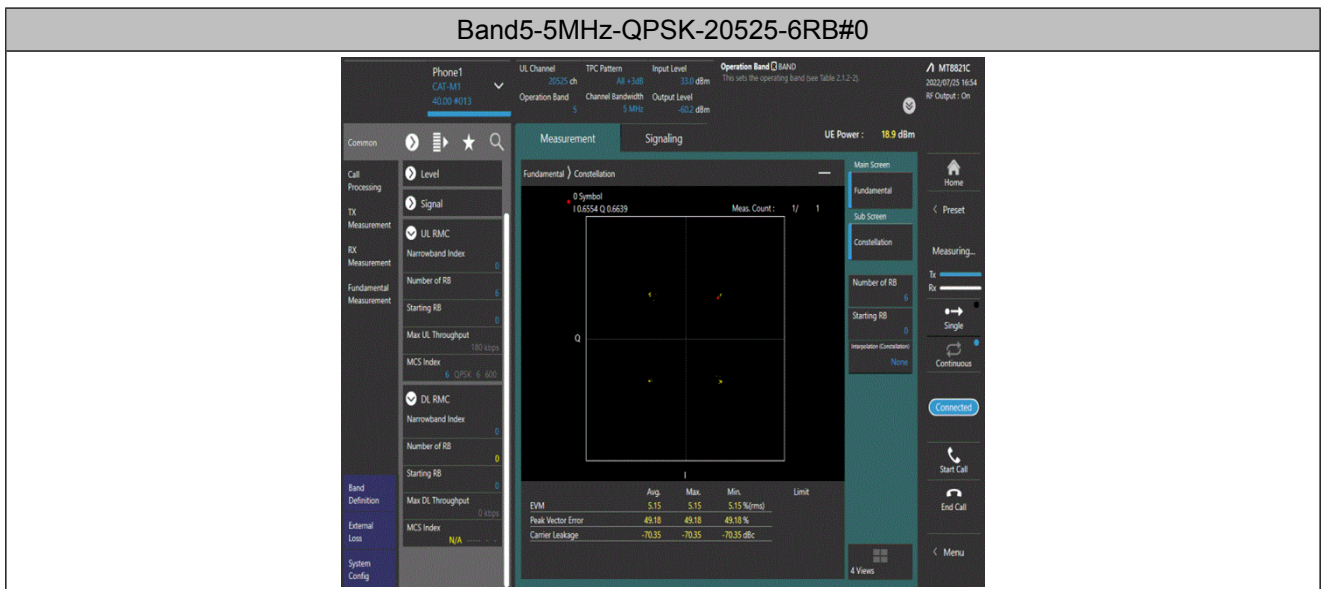 Band5-5MHz-QPSK-20525-6RB#0
Phone1
CAT-M1
40.00 #013
UL Channel
20525 ch
TPC Pattern
All +3dB
Input Level
33.0 dBm
Operation Band
5
Channel Bandwidth
5 MHz
Output Level
-60.2 dBm
Operation Band BAND
This sets the operating band (see Table 2.1.2-2).
MT8821C
2022/07/25 16:54
RF Output : On
Common
Measurement
Signaling
UE Power : 18.9 dBm
Call
Processing
TX
Measurement
RX
Measurement
Fundamental
Measurement
Band
Definition
External
Loss
System
Config
Level
Signal
UL RMC
Narrowband Index
0
Number of RB
6
Starting RB
0
Max UL Throughput
180 kbps
MCS Index
6 QPSK 6 600
DL RMC
Narrowband Index
0
Number of RB
0
Starting RB
0
Max DL Throughput
0 kbps
MCS Index
N/A ---- - -
Fundamental ) Constellation
0 Symbol
I 0.6554 Q 0.6639
Meas. Count : 1/ 1
Q
I
Avg. Max. Min. Limit
EVM 5.15 5.15 5.15 %(rms)
Peak Vector Error 49.18 49.18 49.18 %
Carrier Leakage -70.35 -70.35 -70.35 dBc
Main Screen
Fundamental
Sub Screen
Constellation
Number of RB
6
Starting RB
0
Interpolation (Constellation)
None
4 Views
Home
< Preset
Measuring...
Tx
Rx
Single
Continuous
Connected
Start Call
End Call
< Menu